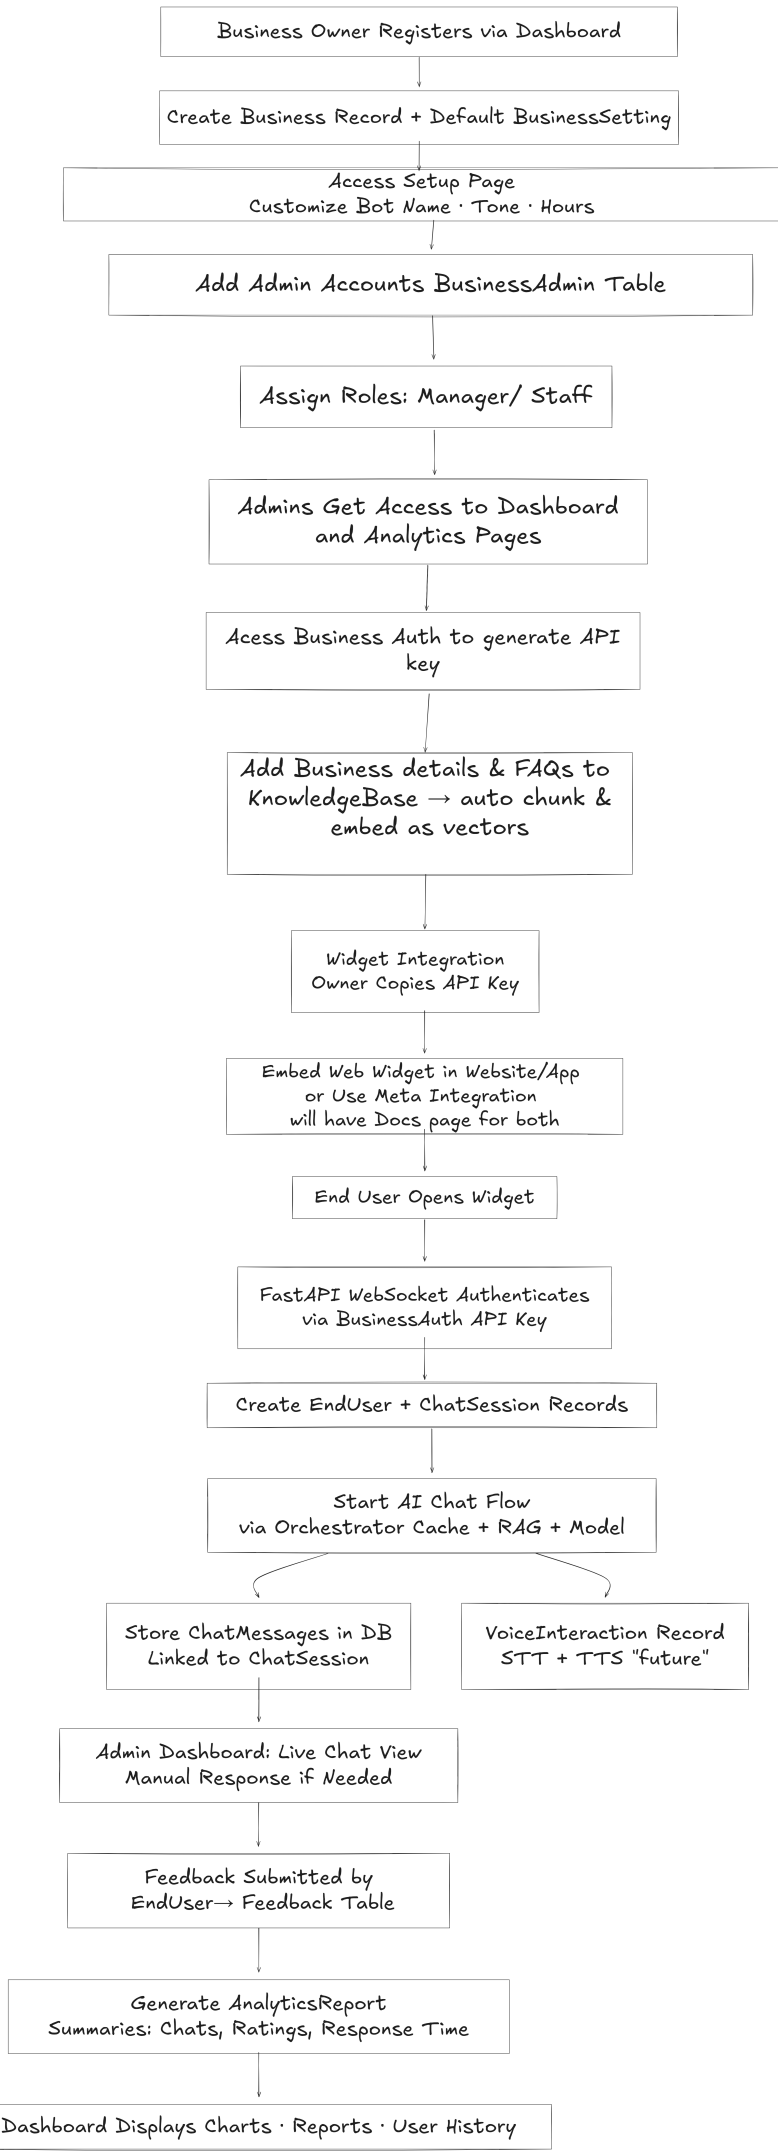 Business Owner Registers via Dashboard
Create Business Record + Default BusinessSetting
Access Setup Page
Customize Bot Name · Tone · Hours
Add Admin Accounts BusinessAdmin Table
Assign Roles: Manager/ Staff
Admins Get Access to Dashboard
and Analytics Pages
Acess Business Auth to generate API
key
Add Business details & FAQs to
KnowledgeBase → auto chunk &
embed as vectors
Widget Integration
Owner Copies API Key
Embed Web Widget in Website/App
or Use Meta Integration
will have Docs page for both
End User Opens Widget
FastAPI WebSocket Authenticates
via BusinessAuth API Key
Create EndUser + ChatSession Records
Start AI Chat Flow
via Orchestrator Cache + RAG + Model
Store ChatMessages in DB
Linked to ChatSession
VoiceInteraction Record
STT + TTS "future"
Admin Dashboard: Live Chat View
Manual Response if Needed
Feedback Submitted by
EndUser→ Feedback Table
Generate AnalyticsReport
Summaries: Chats, Ratings, Response Time
Dashboard Displays Charts · Reports · User History